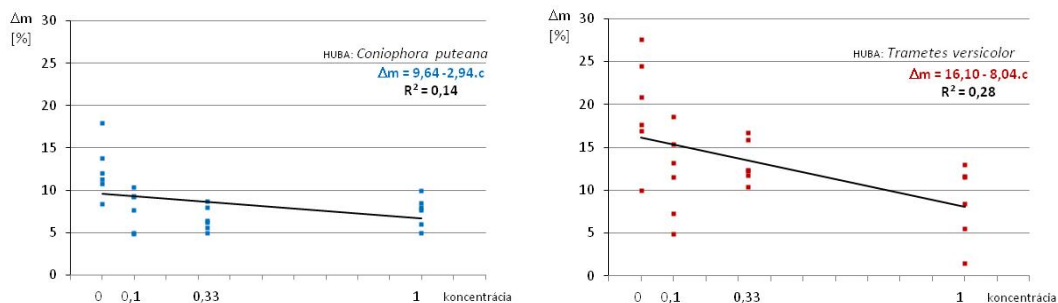 Δm
[%]
30
25
20
15
10
5
0
HUBA: Coniophora puteana
Δm = 9,64 -2,94.c
R² = 0,14
0 0,1 0,33 1 koncentrácia
Δm
[%]
30
25
20
15
10
5
0
HUBA: Trametes versicolor
Δm = 16,10 - 8,04.c
R² = 0,28
0 0,1 0,33 1 koncentrácia